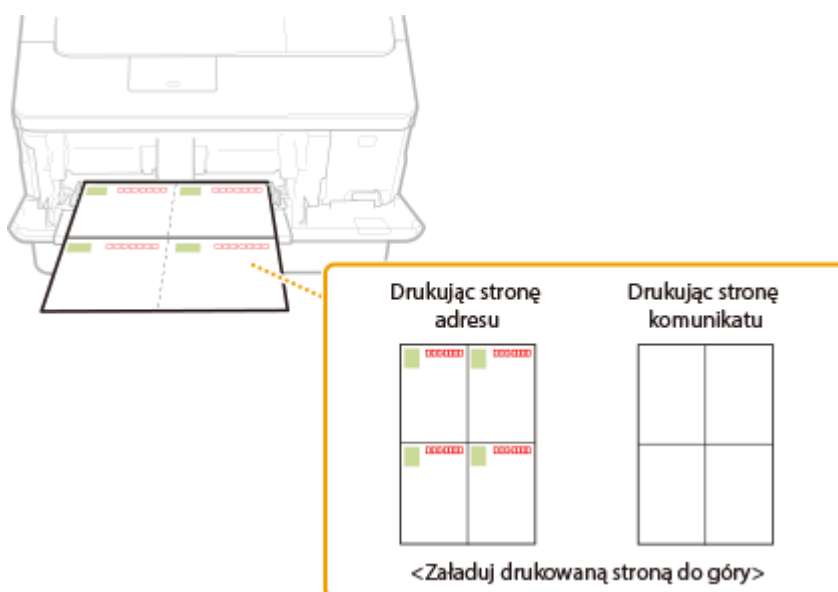 Drukując stronę
adresu
Drukując stronę
komunikatu
<Załaduj drukowaną stroną do góry>